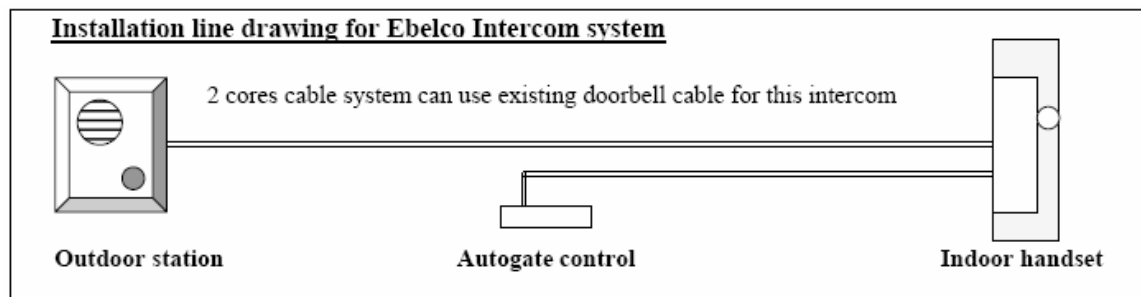 Installation line drawing for Ebelco Intercom system
2 cores cable system can use existing doorbell cable for this intercom
Outdoor station
Autogate control
Indoor handset